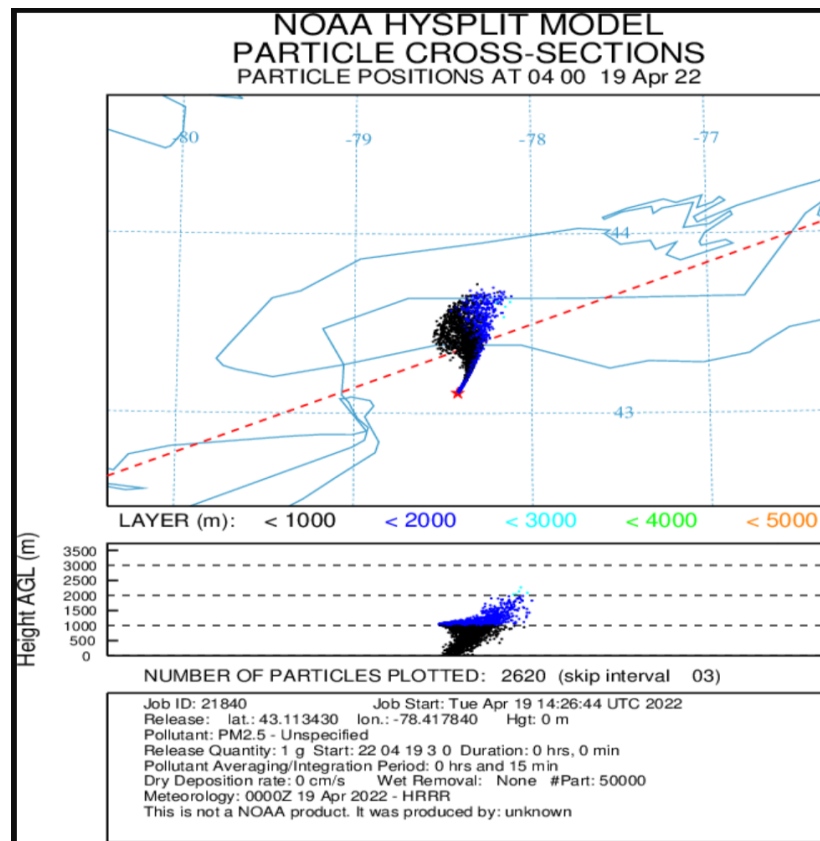 NOAA HYSPLIT MODEL
PARTICLE CROSS-SECTIONS
PARTICLE POSITIONS AT 04 00 19 Apr 22
-80
-79
-78
-77
44
43
LAYER (m): < 1000 < 2000 < 3000 < 4000 < 5000
Height AGL (m)
3500
3000
2500
2000
1500
1000
500
0
NUMBER OF PARTICLES PLOTTED: 2620 (skip interval 03)
Job ID: 21840 Job Start: Tue Apr 19 14:26:44 UTC 2022
Release: lat.: 43.113430 lon.: -78.417840 Hgt: 0 m
Pollutant: PM2.5 - Unspecified
Release Quantity: 1 g Start: 22 04 19 3 0 Duration: 0 hrs, 0 min
Pollutant Averaging/Integration Period: 0 hrs and 15 min
Dry Deposition rate: 0 cm/s Wet Removal: None #Part: 50000
Meteorology: 0000Z 19 Apr 2022 - HRRR
This is not a NOAA product. It was produced by: unknown